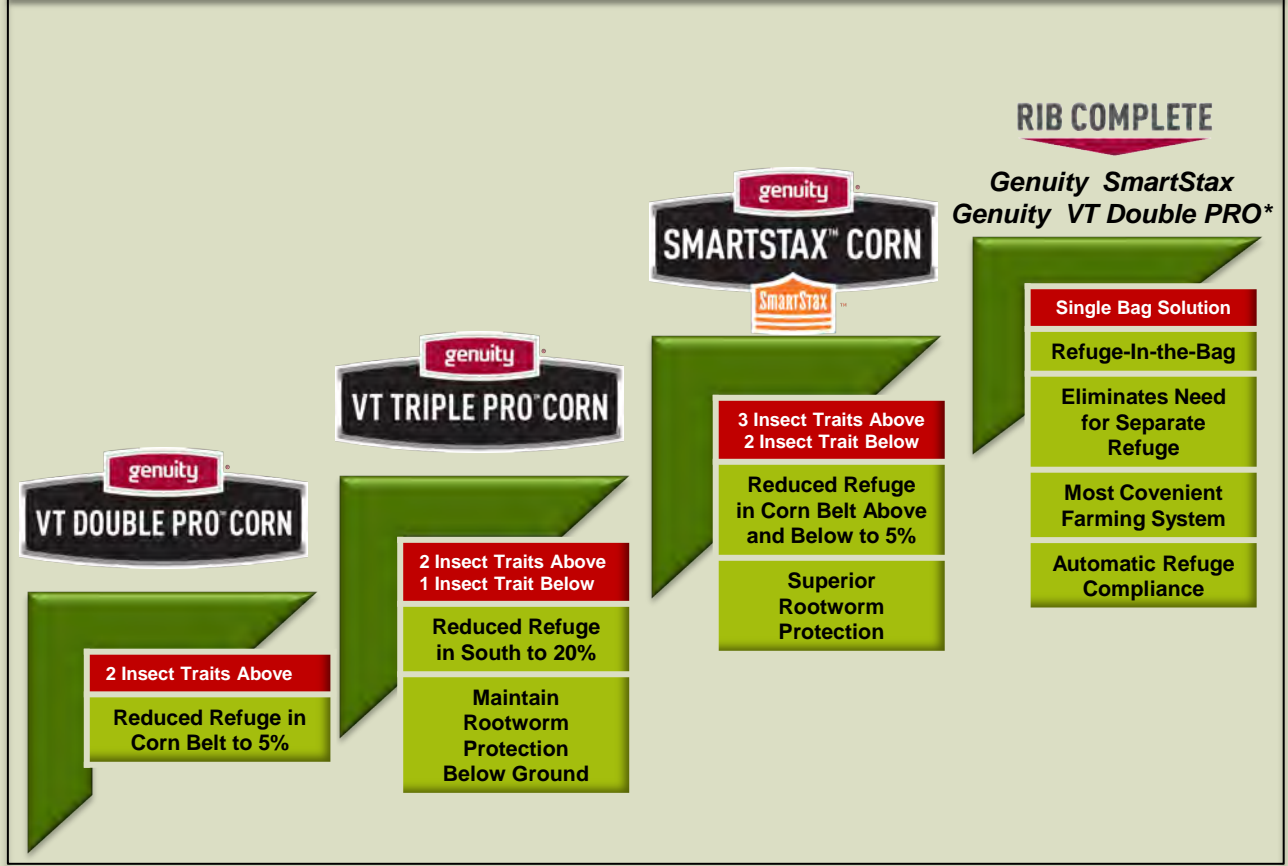 genuity®
VT DOUBLE PRO™ CORN
2 Insect Traits Above
Reduced Refuge in
Corn Belt to 5%
genuity®
VT TRIPLE PRO™ CORN
2 Insect Traits Above
1 Insect Trait Below
Reduced Refuge
in South to 20%
Maintain
Rootworm
Protection
Below Ground
genuity®
SMARTSTAX™ CORN
SmartStax™
3 Insect Traits Above
2 Insect Trait Below
Reduced Refuge
in Corn Belt Above
and Below to 5%
Superior
Rootworm
Protection
RIB COMPLETE
Genuity SmartStax
Genuity VT Double PRO*
Single Bag Solution
Refuge-In-the-Bag
Eliminates Need
for Separate
Refuge
Most Covenient
Farming System
Automatic Refuge
Compliance